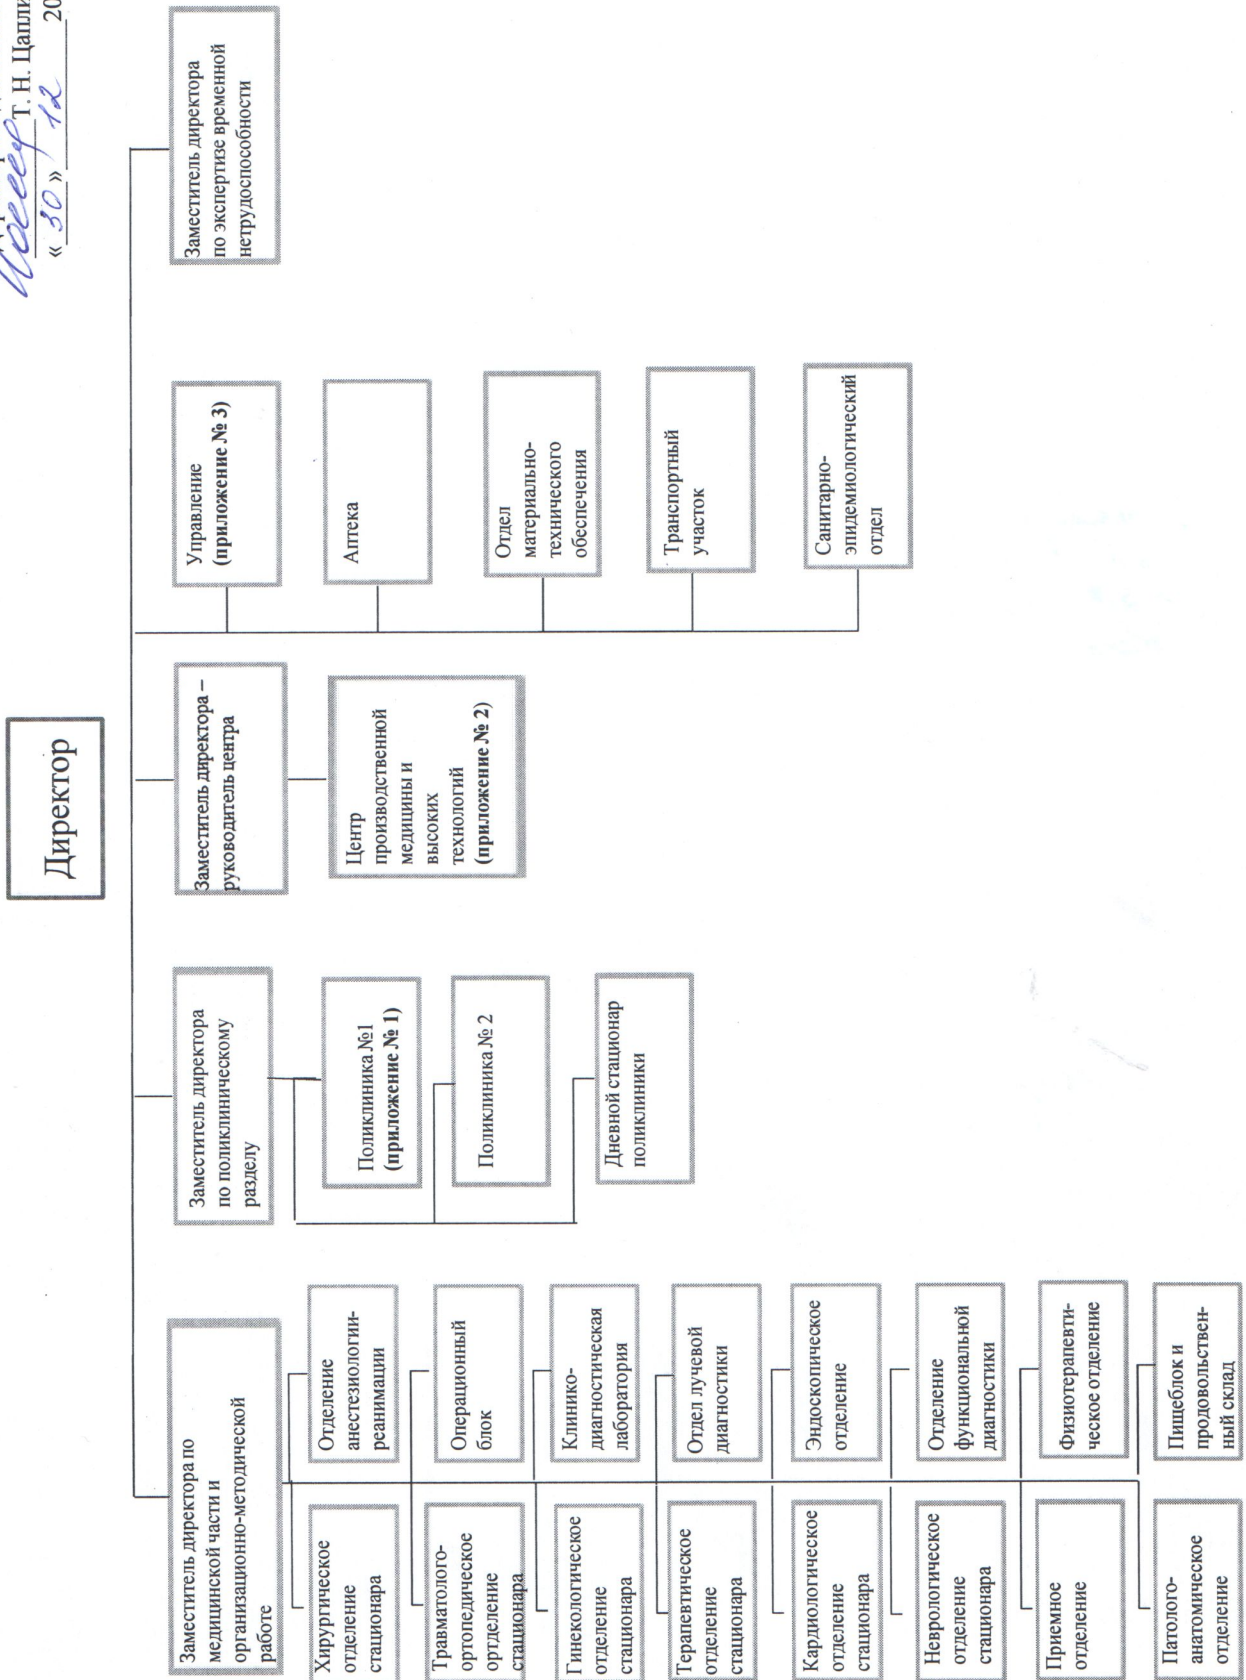 Т. Н. Цапли
« 30 » 12 20
Директор
Заместитель директора по
медицинской части и
организационно-методической
работе
Хирургическое
отделение
стационара
Отделение
анестезиологии-
реанимации
Травматолого-
ортопедическое
ортделение
стационара
Операционный
блок
Гинекологическое
отделение
стационара
Клинико-
диагностическая
лаборатория
Терапевтическое
отделение
стационара
Отдел лучевой
диагностики
Кардиологическое
отделение
стационара
Эндоскопическое
отделение
Неврологическое
отделение
стационара
Отделение
функциональной
диагностики
Приемное
отделение
Физиотерапевти-
ческое отделение
Патолого-
анатомическое
отделение
Пищеблок и
продовольствен-
ный склад
Заместитель директора
по поликлиническому
разделу
Поликлиника №1
(приложение № 1)
Поликлиника № 2
Дневной стационар
поликлиники
Заместитель директора –
руководитель центра
Центр
производственной
медицины и
высоких
технологий
(приложение № 2)
Управление
(приложение № 3)
Аптека
Отдел
материально-
технического
обеспечения
Транспортный
участок
Санитарно-
эпидемиологический
отдел
Заместитель директора
по экспертизе временной
нетрудоспособности